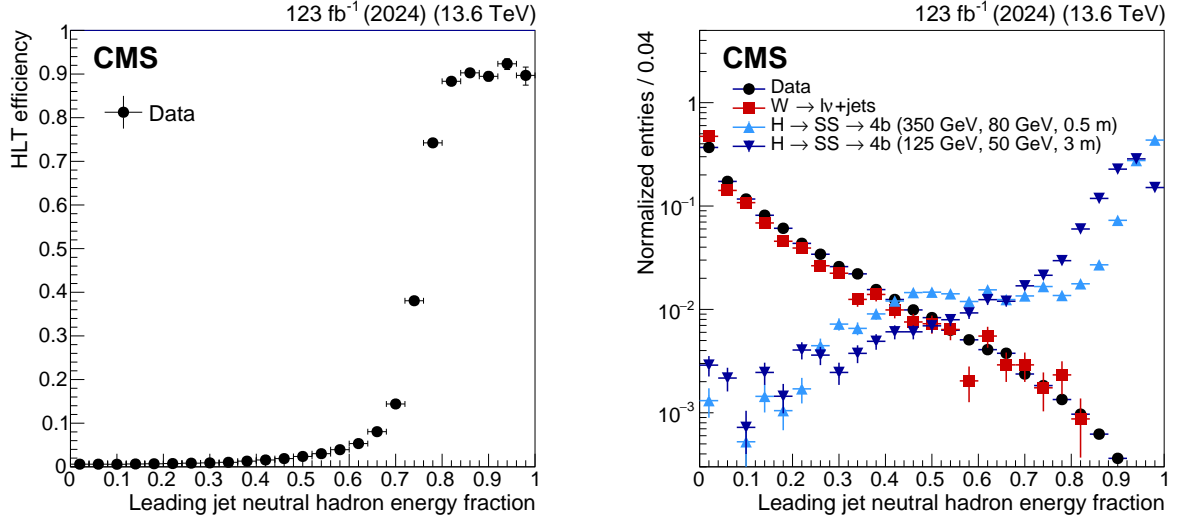 123 fb⁻¹ (2024) (13.6 TeV)
CMS
Data
HLT efficiency
1
0.9
0.8
0.7
0.6
0.5
0.4
0.3
0.2
0.1
0
0 0.1 0.2 0.3 0.4 0.5 0.6 0.7 0.8 0.9 1
Leading jet neutral hadron energy fraction
123 fb⁻¹ (2024) (13.6 TeV)
CMS
Data
W → lν+jets
H → SS → 4b (350 GeV, 80 GeV, 0.5 m)
H → SS → 4b (125 GeV, 50 GeV, 3 m)
Normalized entries / 0.04
1
10⁻¹
10⁻²
10⁻³
0 0.1 0.2 0.3 0.4 0.5 0.6 0.7 0.8 0.9 1
Leading jet neutral hadron energy fraction